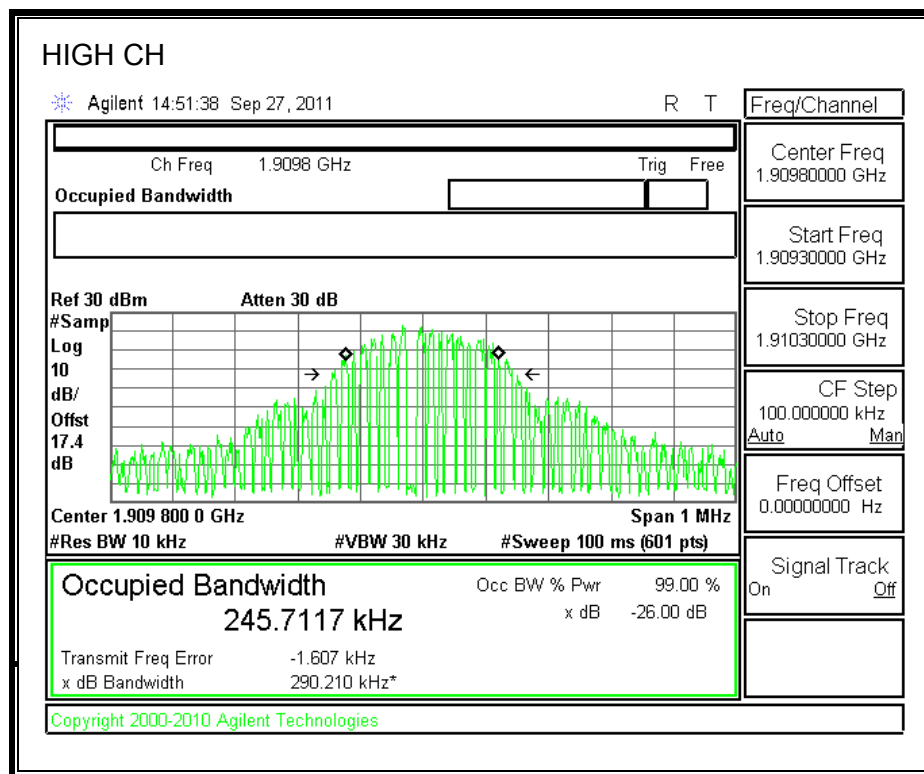 HIGH CH
Agilent 14:51:38 Sep 27, 2011 R T
Freq/Channel
Ch Freq 1.9098 GHz Trig Free
Occupied Bandwidth
Center Freq
1.90980000 GHz
Start Freq
1.90930000 GHz
Stop Freq
1.91030000 GHz
CF Step
100.000000 kHz
Auto Man
Freq Offset
0.00000000 Hz
Signal Track
On Off
Ref 30 dBm Atten 30 dB
#Samp
Log
10
dB/
Offst
17.4
dB
Center 1.909 800 0 GHz Span 1 MHz
#Res BW 10 kHz #VBW 30 kHz #Sweep 100 ms (601 pts)
Occupied Bandwidth Occ BW % Pwr 99.00 %
245.7117 kHz x dB -26.00 dB
Transmit Freq Error -1.607 kHz
x dB Bandwidth 290.210 kHz*
Copyright 2000-2010 Agilent Technologies